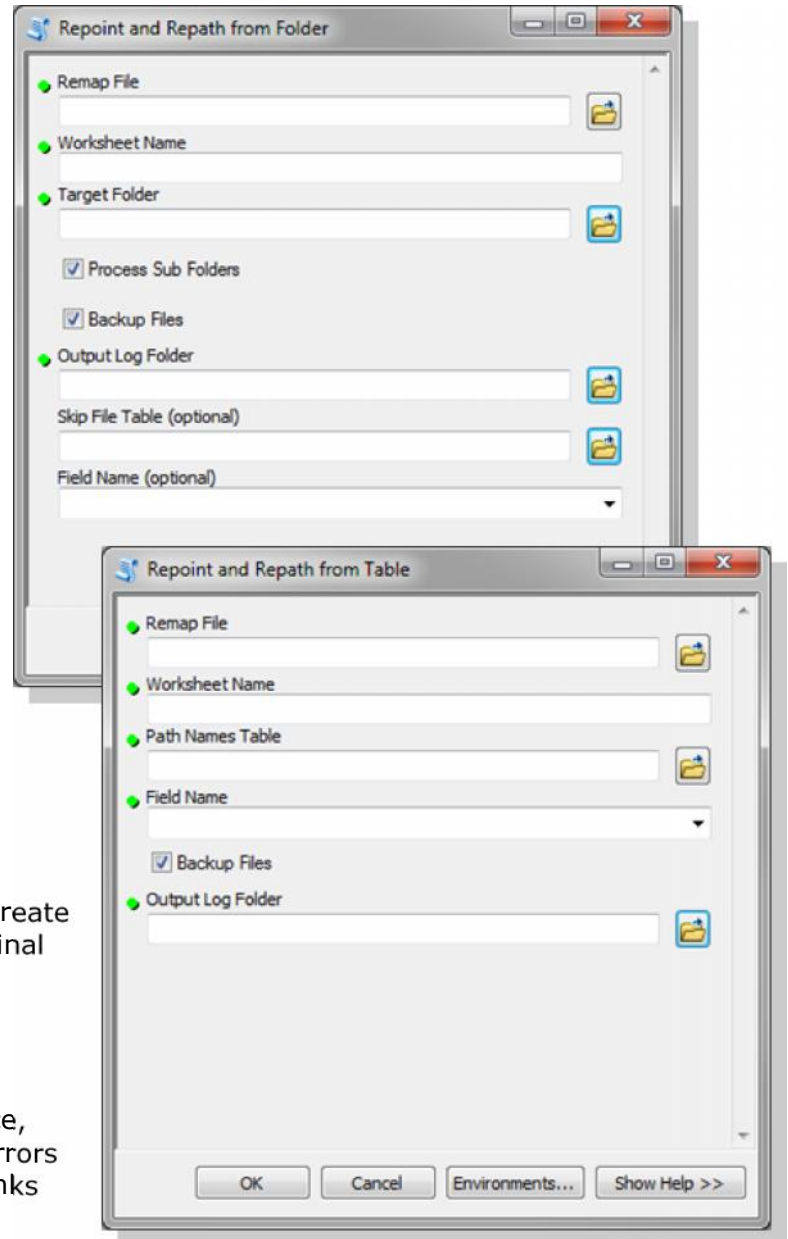 Repoint and Repath from Folder
Remap File
Worksheet Name
Target Folder
Process Sub Folders
Backup Files
Output Log Folder
Skip File Table (optional)
Field Name (optional)
Repoint and Repath from Table
Remap File
Worksheet Name
Path Names Table
Field Name
Backup Files
Output Log Folder
OK Cancel Environments... Show Help >>
reate
inal
e,
rrors
nks